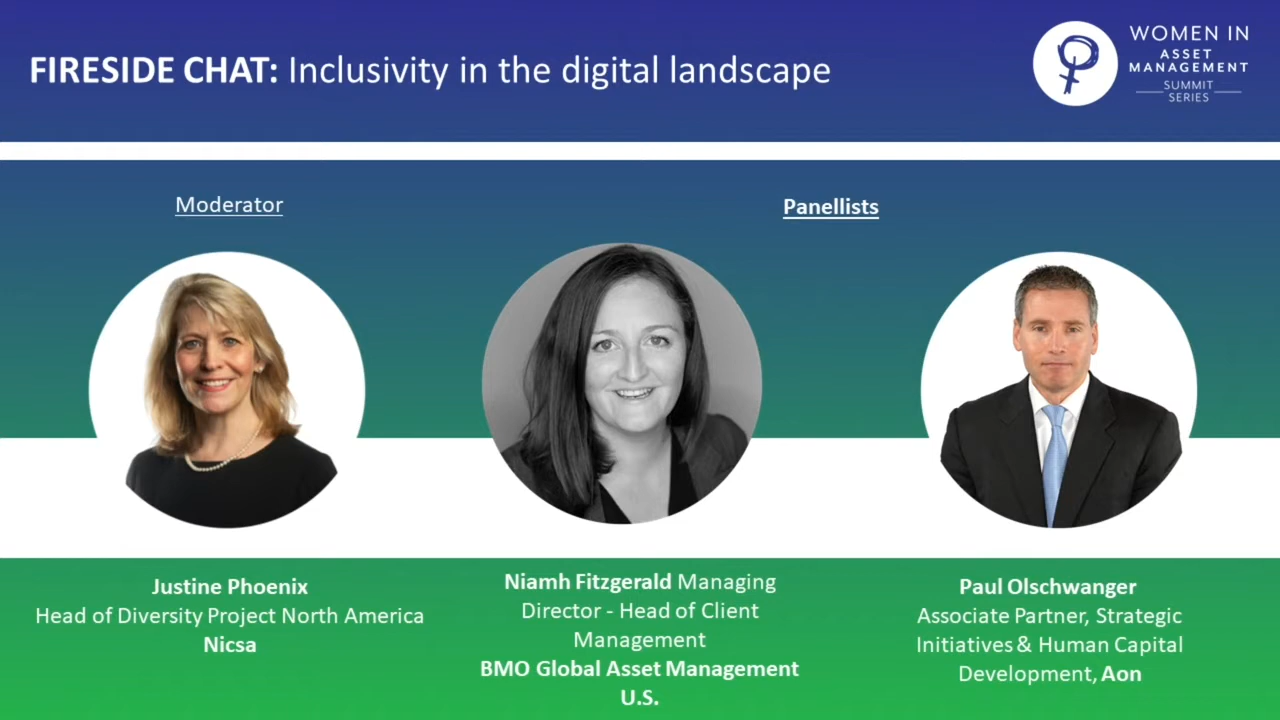 FIRESIDE CHAT: Inclusivity in the digital landscape
WOMEN IN
ASSET
MANAGEMENT
SUMMIT
SERIES
Moderator
Panellists
Justine Phoenix
Head of Diversity Project North America
Nicsa
Niamh Fitzgerald Managing
Director - Head of Client
Management
BMO Global Asset Management
U.S.
Paul Olschwanger
Associate Partner, Strategic
Initiatives & Human Capital
Development, Aon